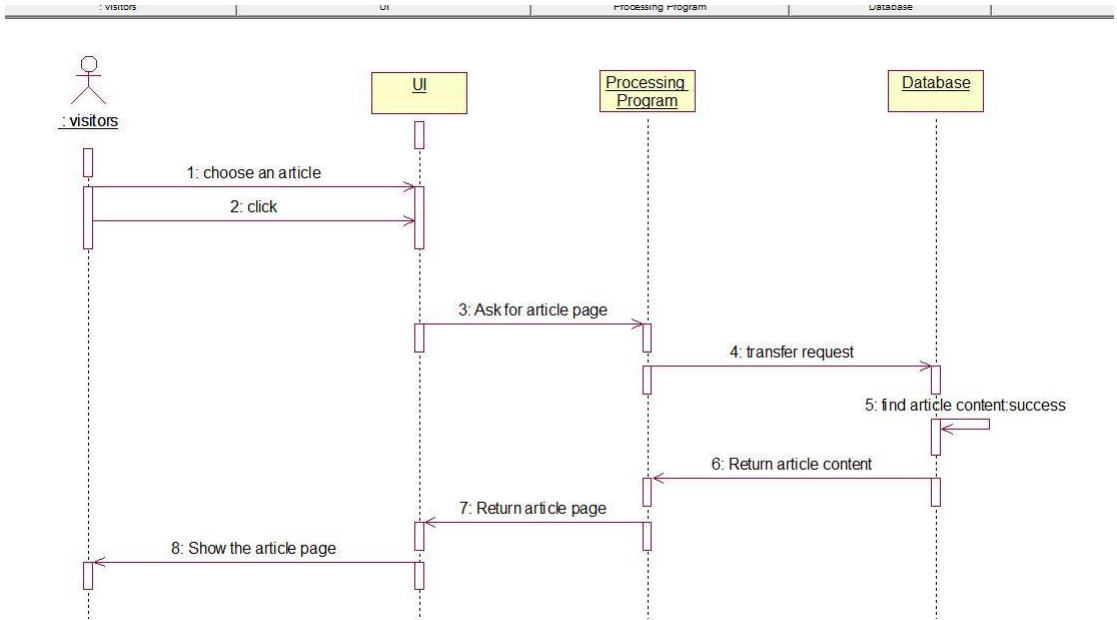 : visitors
UI
Processing Program
Database
: visitors
UI
Processing
Program
Database
1: choose an article
2: click
3: Ask for article page
4: transfer request
5: find article content:success
6: Return article content
7: Return article page
8: Show the article page